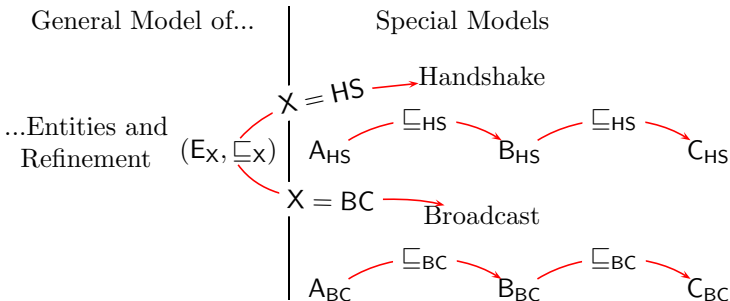 General Model of... Special Models
X = HS Handshake
...Entities and
Refinement (E_X, ⊑_X)
⊑_HS ⊑_HS
A_HS B_HS C_HS
X = BC Broadcast
⊑_BC ⊑_BC
A_BC B_BC C_BC